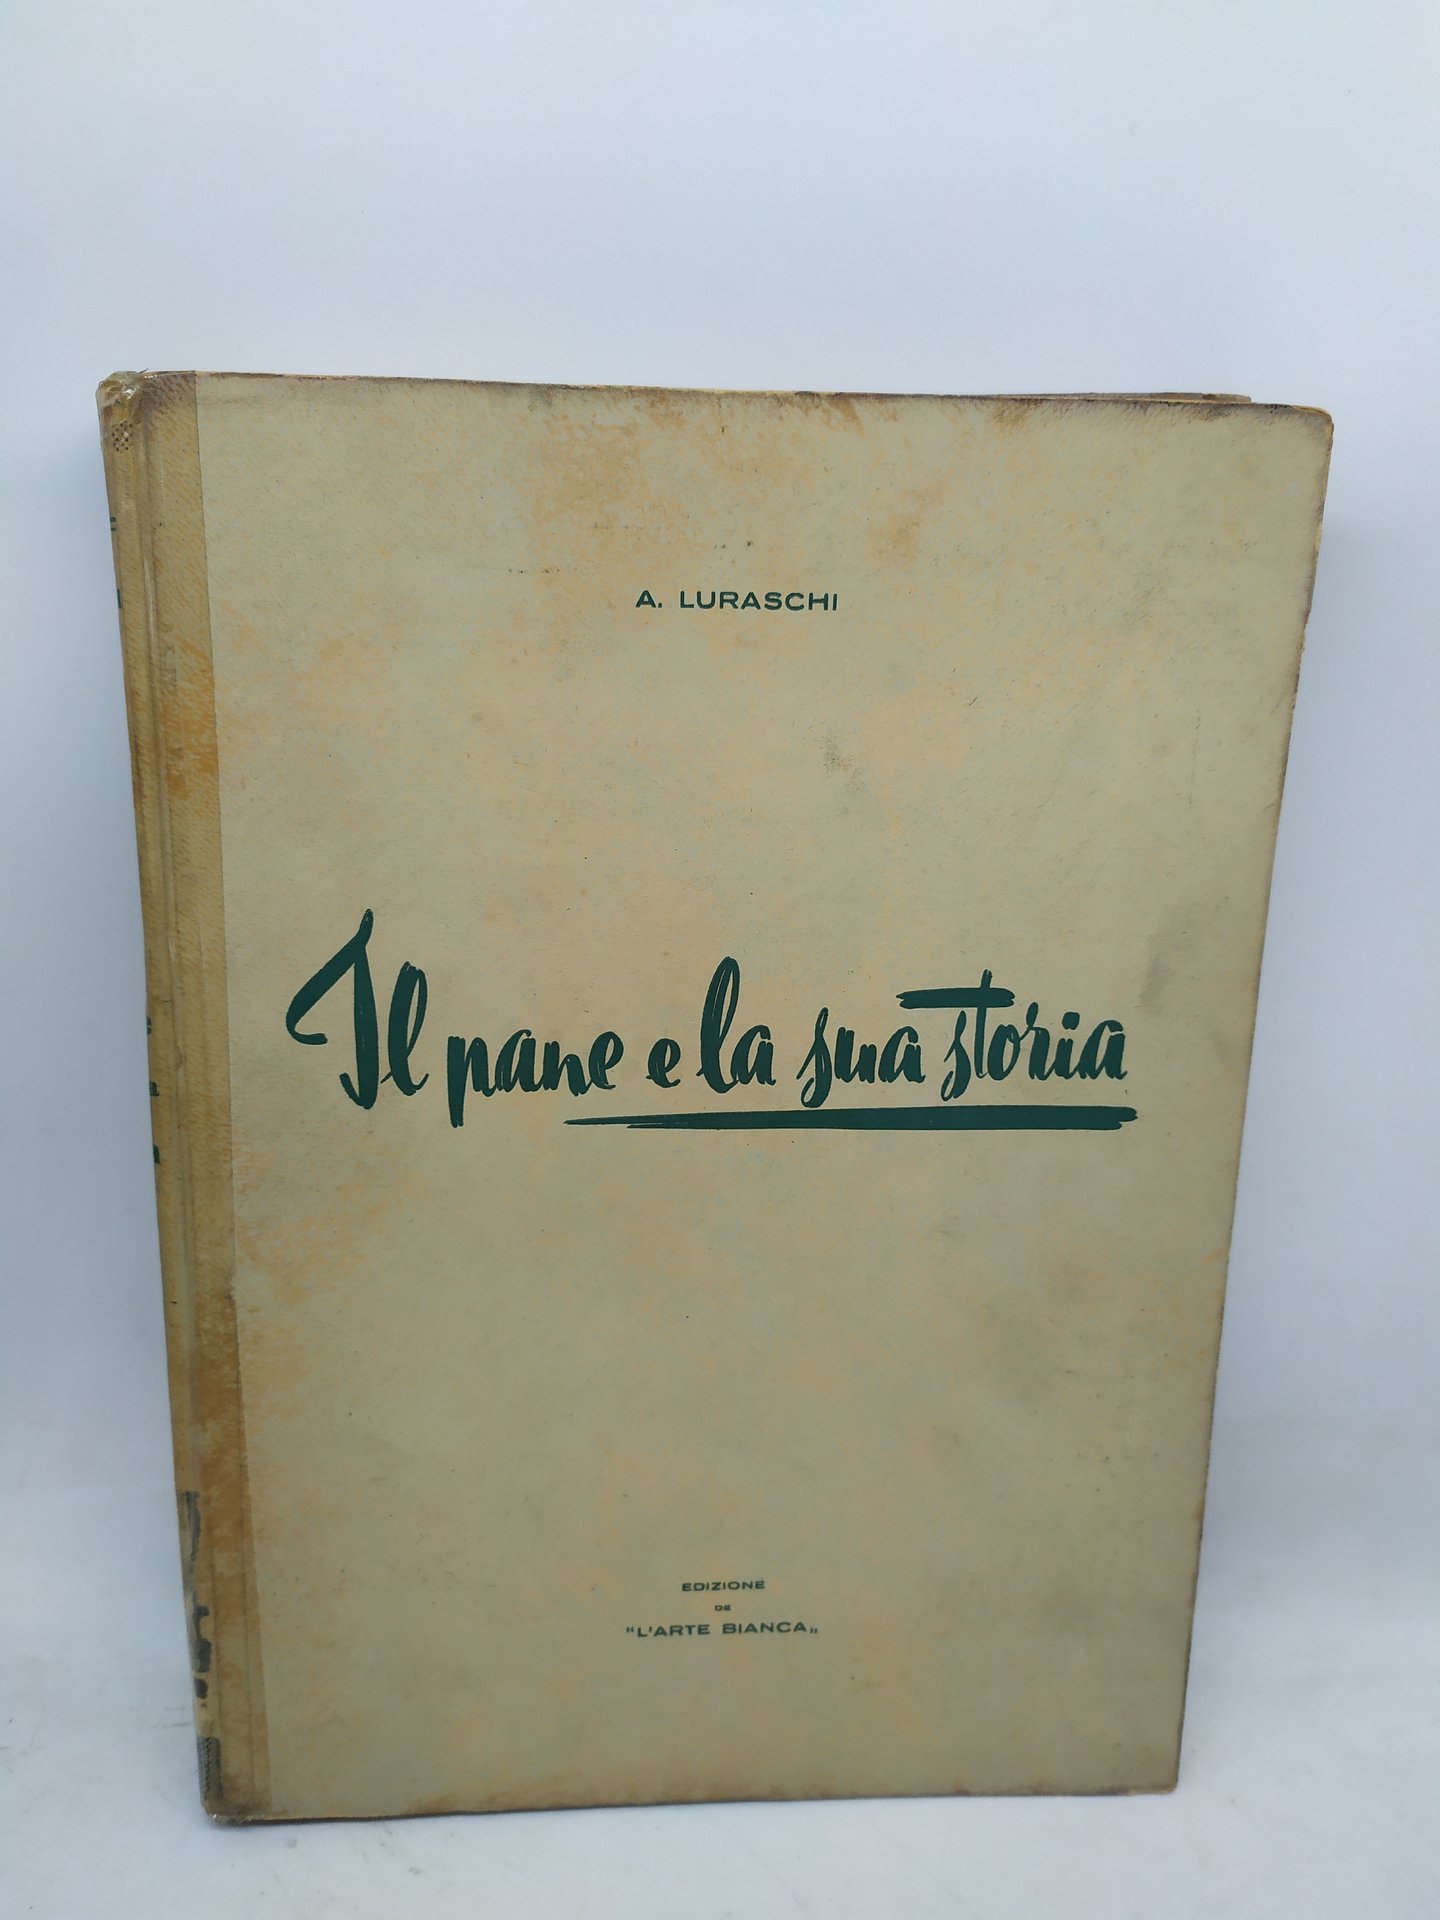 A. LURASCHI
Il pane e la sua storia
EDIZIONE
DE
"L'ARTE BIANCA„